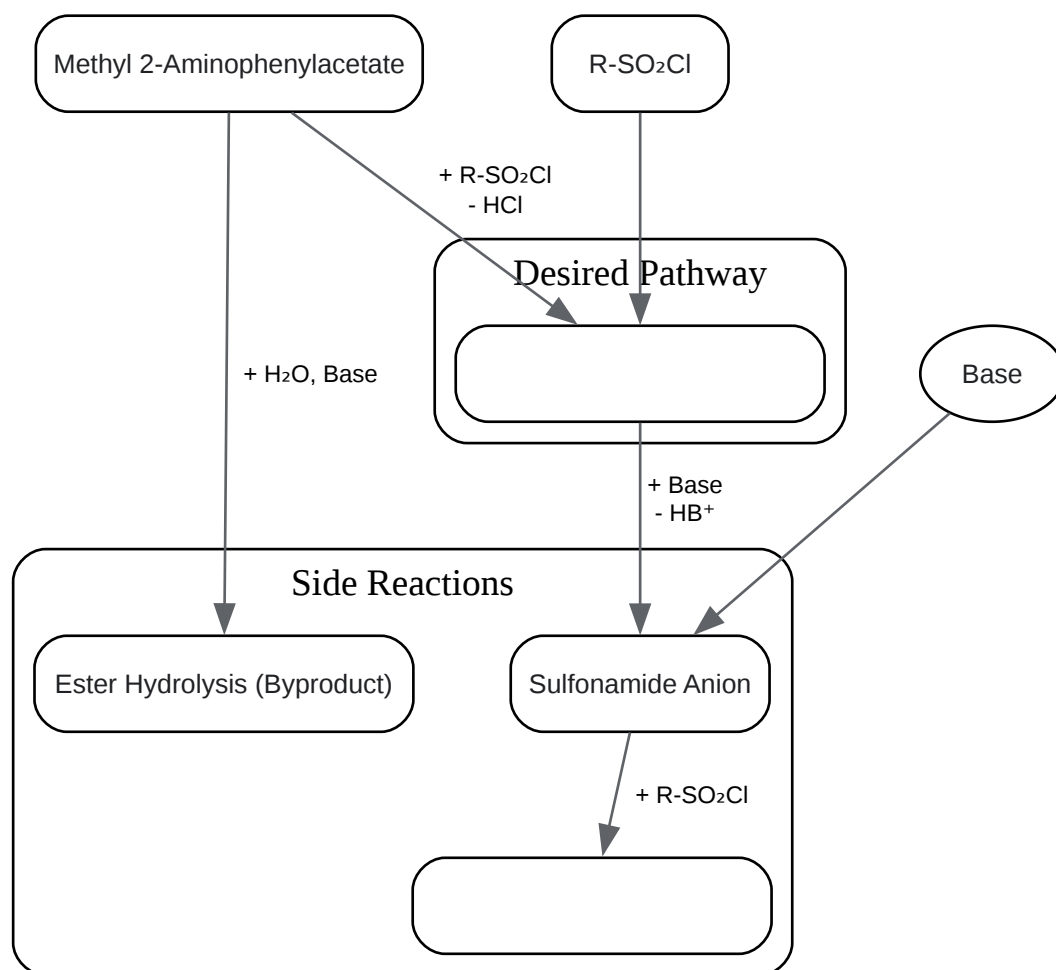 Methyl 2-Aminophenylacetate
R-SO₂Cl
+ R-SO₂Cl
- HCl
Desired Pathway
+ H₂O, Base
Base
+ Base
- HB⁺
Side Reactions
Ester Hydrolysis (Byproduct)
Sulfonamide Anion
+ R-SO₂Cl